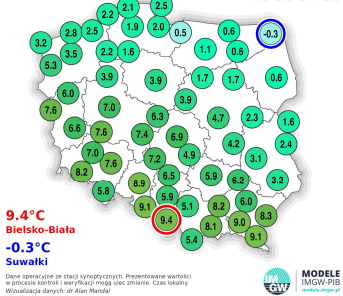 2.2 2.1 2.5
3.2 2.8 2.5 1.9 2.0 0.5 0.6 -0.3
5.3 3.5 2.2 1.6 1.1 0.6
3.9 3.9 1.7 1.7 0.6
6.0 3.9
7.6 7.0 6.3 4.7 2.3 1.6
6.6 7.6 7.4 6.9 4.2 2.4
7.0 7.6 7.2 4.9 3.1
8.2 6.5 5.9 6.2 3.2
5.8 8.9 5.9
9.1 5.1 8.2 6.0 8.3
9.4 8.1 9.0
5.4 9.1
9.4°C
Bielsko-Biała
-0.3°C
Suwałki
Dane operacyjne ze stacji synoptycznych. Prezentowane wartości
w procesie kontroli i weryfikacji mogą ulec zmianie. Czas lokalny.
Wizualizacja danych: dr Alan Mandal
IM
GW
MODELE
IMGW-PIB
modele.imgw.pl